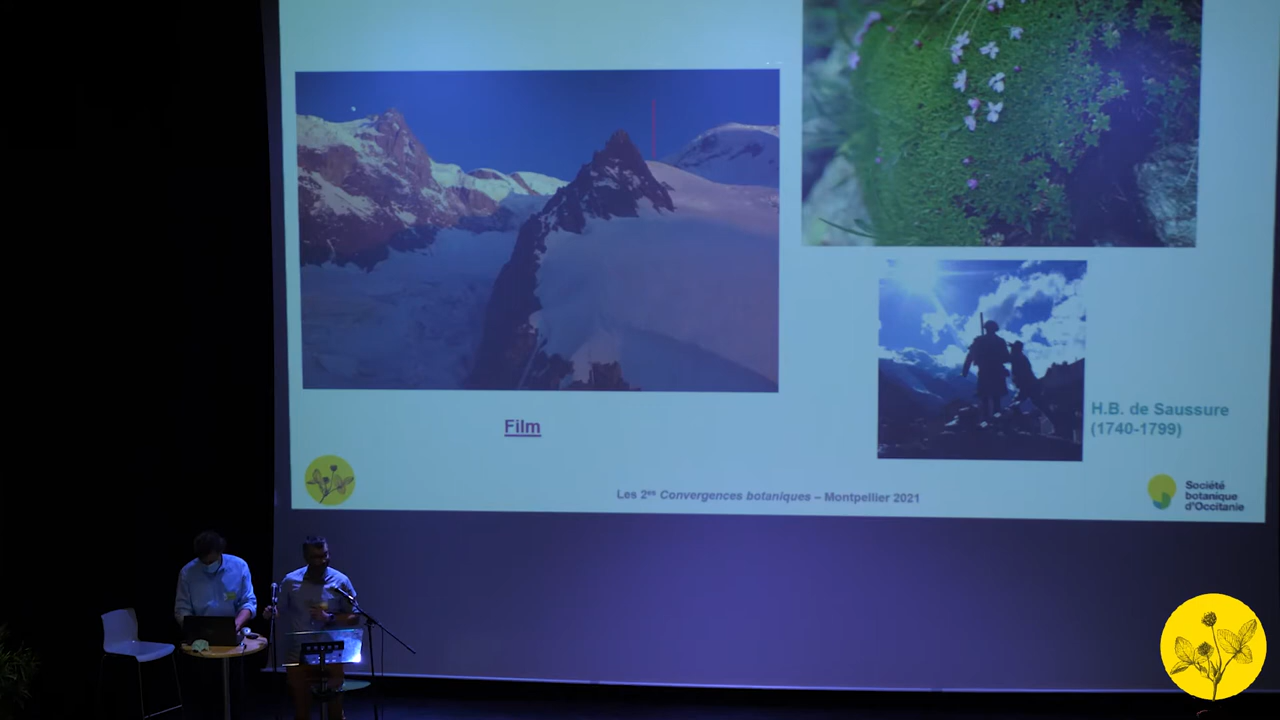 Film
H.B. de Saussure
(1740-1799)
Les 2es Convergences botaniques – Montpellier 2021
Société
botanique
d'Occitanie